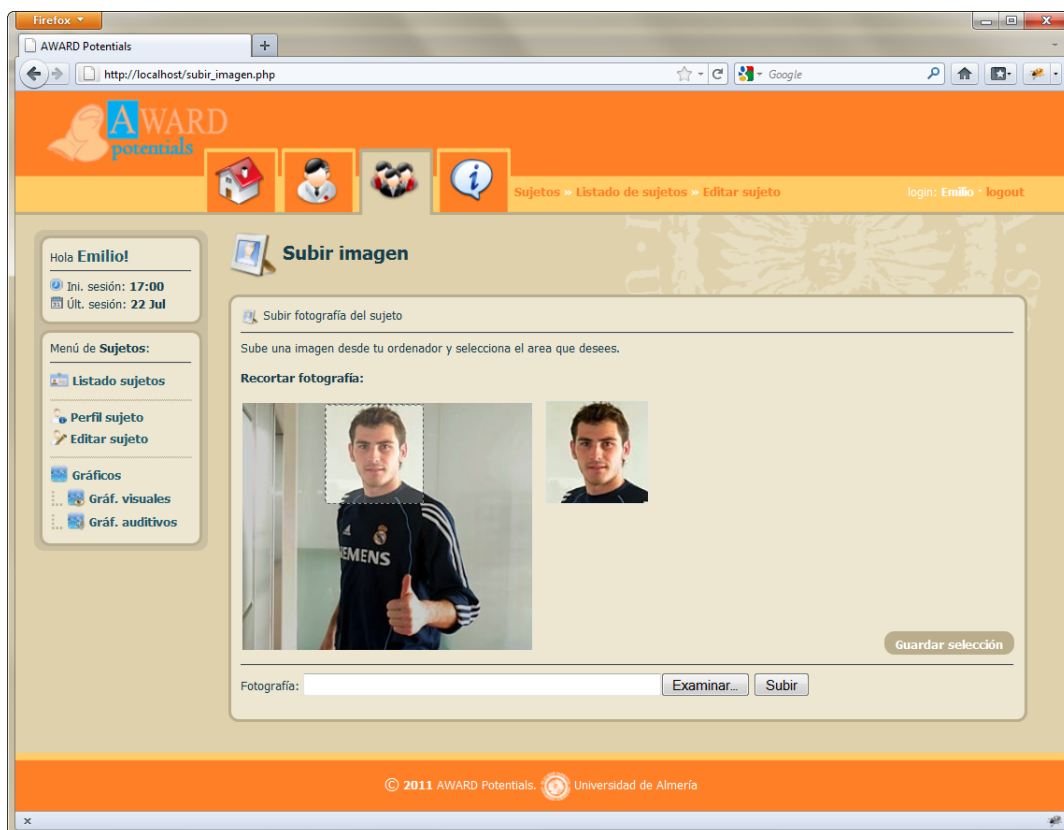 Firefox
AWARD Potentials
http://localhost/subir_imagen.php
Google
AWARD
potentials
Sujetos » Listado de sujetos » Editar sujeto
login: Emilio · logout
Hola Emilio!
Ini. sesión: 17:00
Últ. sesión: 22 Jul
Menú de Sujetos:
Listado sujetos
Perfil sujeto
Editar sujeto
Gráficos
Gráf. visuales
Gráf. auditivos
Subir imagen
Subir fotografía del sujeto
Sube una imagen desde tu ordenador y selecciona el area que desees.
Recortar fotografía:
IEMENS
Guardar selección
Fotografía:
Examinar...
Subir
© 2011 AWARD Potentials. Universidad de Almería